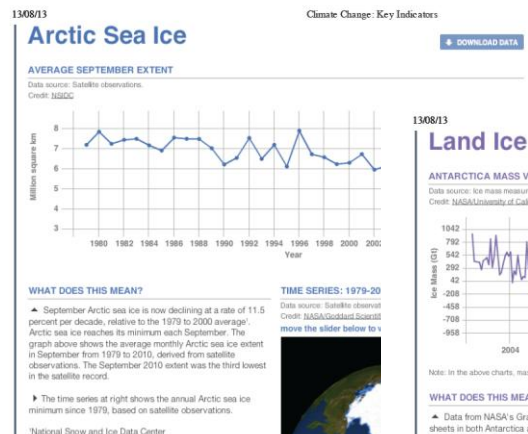 13/08/13
Climate Change: Key Indicators
Arctic Sea Ice
DOWNLOAD DATA
AVERAGE SEPTEMBER EXTENT
Data source: Satellite observations.
Credit: NSIDC
Million square km
8
7
6
5
4
3
1980 1982 1984 1986 1988 1990 1992 1994 1996 1998 2000 2002
Year
WHAT DOES THIS MEAN?
September Arctic sea ice is now declining at a rate of 11.5
percent per decade, relative to the 1979 to 2000 average¹.
Arctic sea ice reaches its minimum each September. The
graph above shows the average monthly Arctic sea ice extent
in September from 1979 to 2010, derived from satellite
observations. The September 2010 extent was the third lowest
in the satellite record.
The time series at right shows the annual Arctic sea ice
minimum since 1979, based on satellite observations.
¹National Snow and Ice Data Center
TIME SERIES: 1979-20
Data source: Satellite observat
Credit: NASA/Goddard Scientifi
move the slider below to v
13/08/13
Land Ice
ANTARCTICA MASS V
Data source: Ice mass measur
Credit: NASA/University of Cali
Ice Mass (Gt)
1042
792
542
292
42
-208
-458
-708
-958
2004
Note: In the above charts, mas
WHAT DOES THIS MEA
Data from NASA's Gra
sheets in both Antarctica